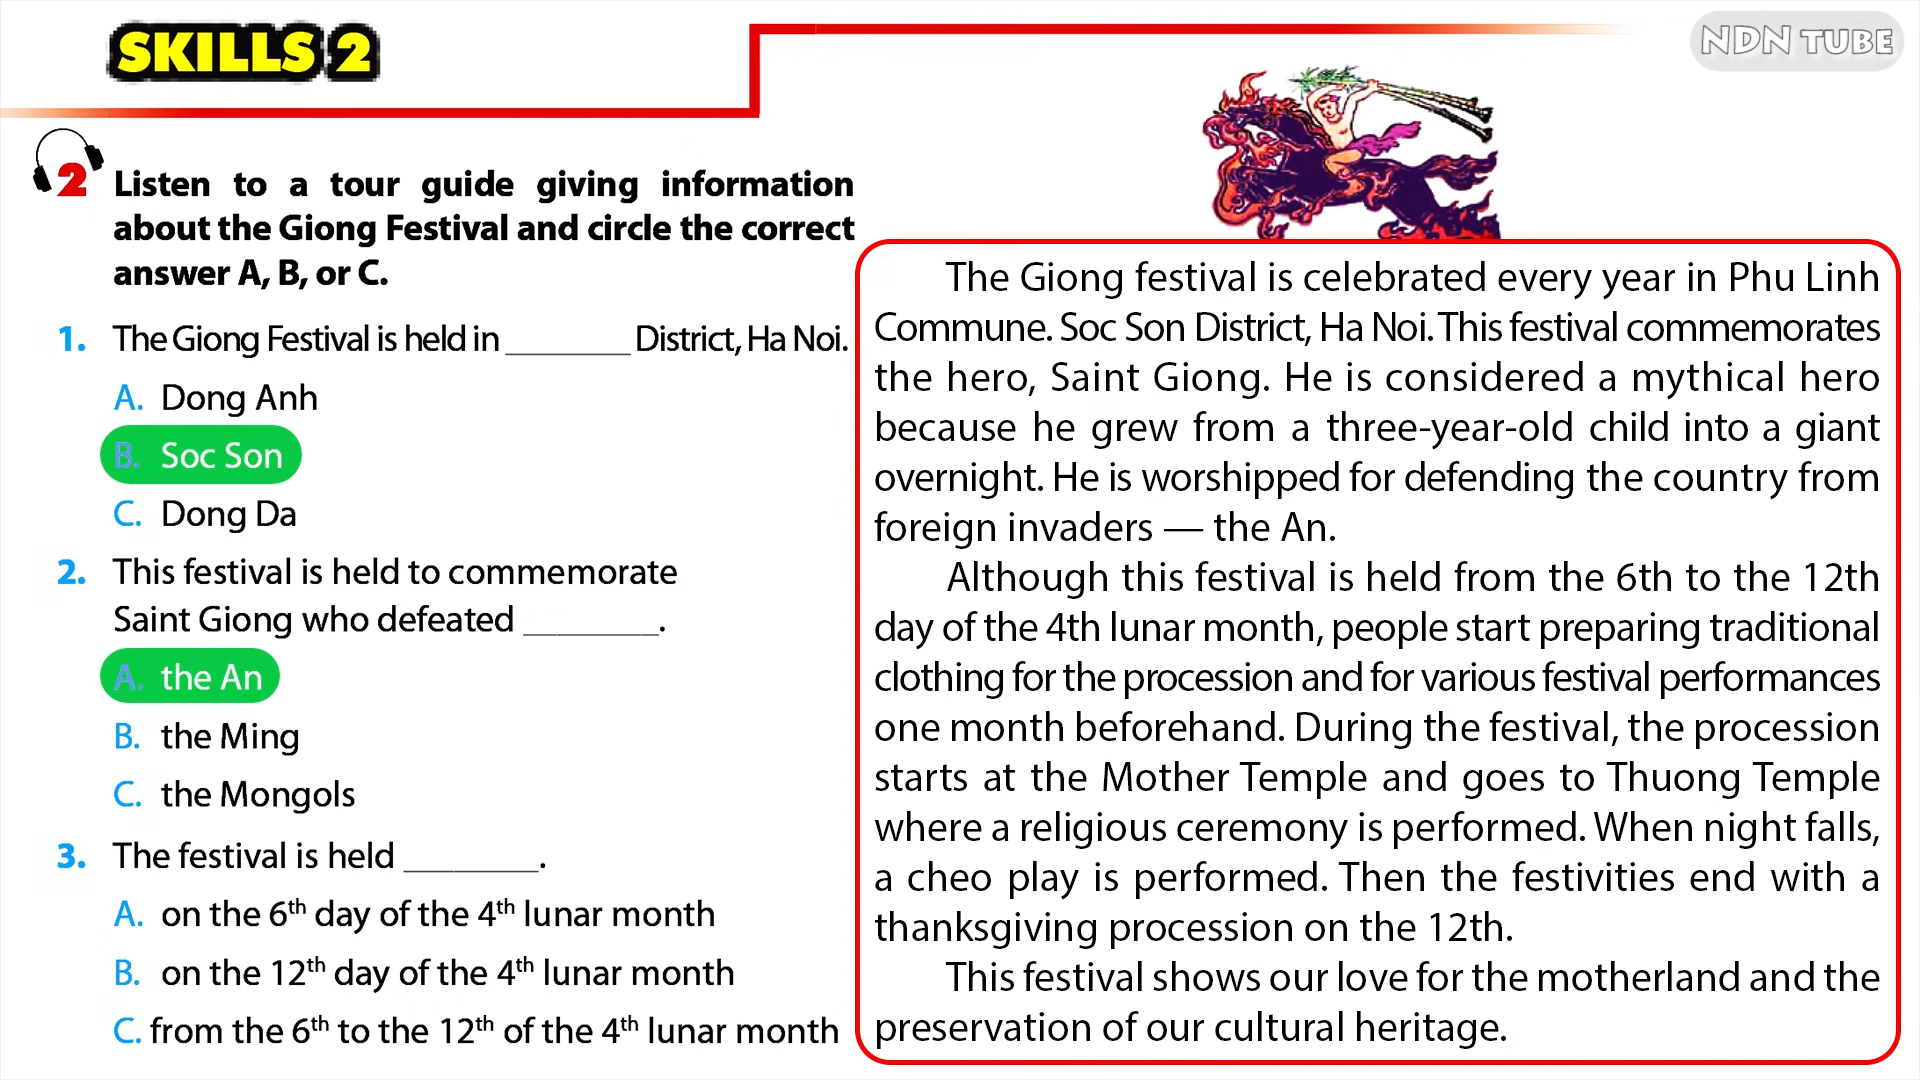 SKILLS 2
NDN TUBE
2 Listen to a tour guide giving information
about the Giong Festival and circle the correct
answer A, B, or C.
1. The Giong Festival is held in _______ District, Ha Noi.
A. Dong Anh
B. Soc Son
C. Dong Da
2. This festival is held to commemorate
Saint Giong who defeated ________.
A. the An
B. the Ming
C. the Mongols
3. The festival is held ________.
A. on the 6th day of the 4th lunar month
B. on the 12th day of the 4th lunar month
C. from the 6th to the 12th of the 4th lunar month
The Giong festival is celebrated every year in Phu Linh
Commune. Soc Son District, Ha Noi. This festival commemorates
the hero, Saint Giong. He is considered a mythical hero
because he grew from a three-year-old child into a giant
overnight. He is worshipped for defending the country from
foreign invaders — the An.
Although this festival is held from the 6th to the 12th
day of the 4th lunar month, people start preparing traditional
clothing for the procession and for various festival performances
one month beforehand. During the festival, the procession
starts at the Mother Temple and goes to Thuong Temple
where a religious ceremony is performed. When night falls,
a cheo play is performed. Then the festivities end with a
thanksgiving procession on the 12th.
This festival shows our love for the motherland and the
preservation of our cultural heritage.